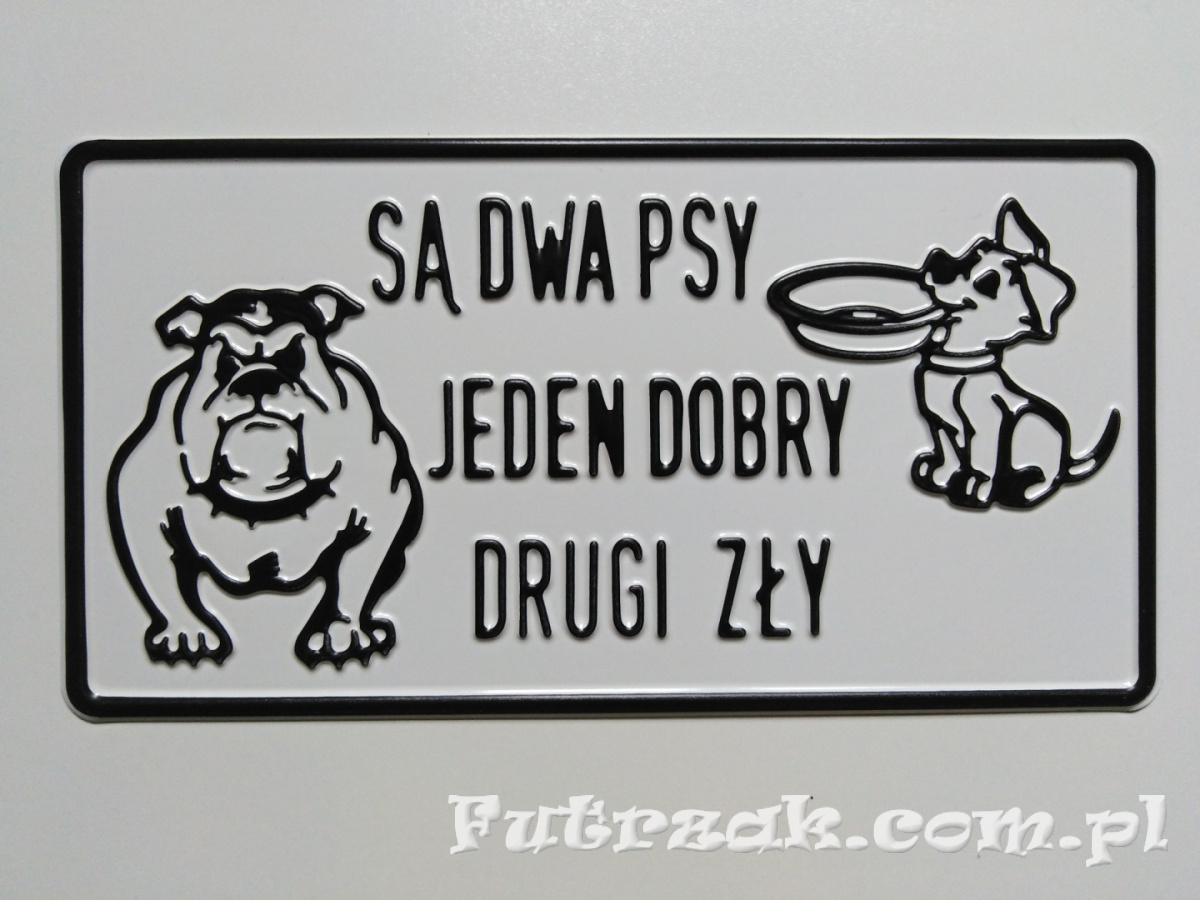 SĄ DWA PSY
JEDEN DOBRY
DRUGI ZŁY
Futrzak.com.pl